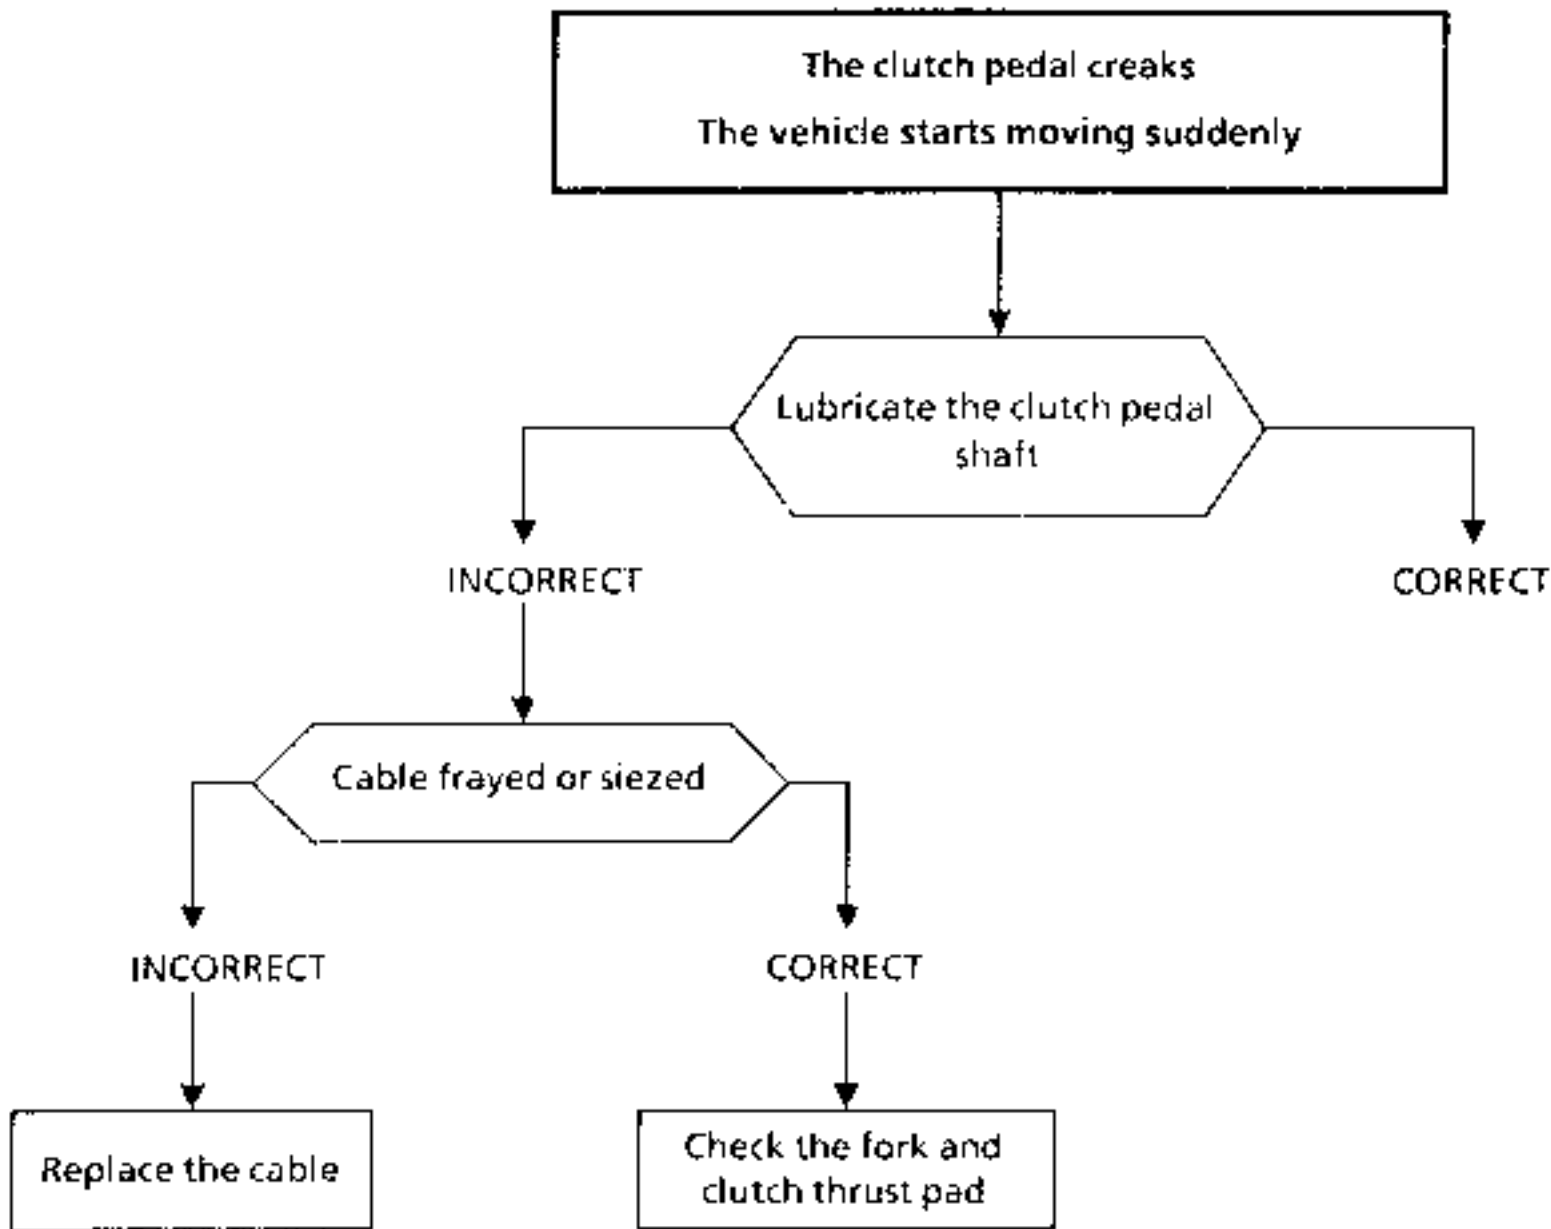 The clutch pedal creaks
The vehicle starts moving suddenly
Lubricate the clutch pedal
shaft
INCORRECT
CORRECT
Cable frayed or siezed
INCORRECT
CORRECT
Replace the cable
Check the fork and
clutch thrust pad